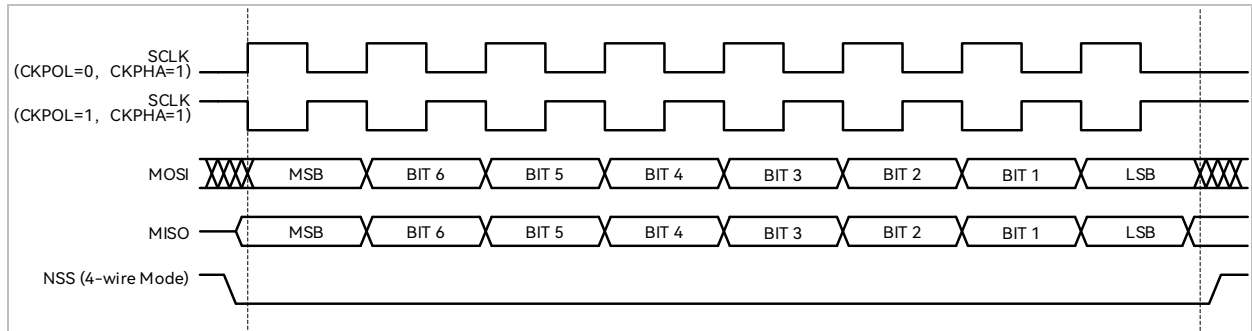 SCLK
(CKPOL=0, CKPHA=1)
SCLK
(CKPOL=1, CKPHA=1)
MOSI MSB BIT 6 BIT 5 BIT 4 BIT 3 BIT 2 BIT 1 LSB
MISO MSB BIT 6 BIT 5 BIT 4 BIT 3 BIT 2 BIT 1 LSB
NSS (4-wire Mode)